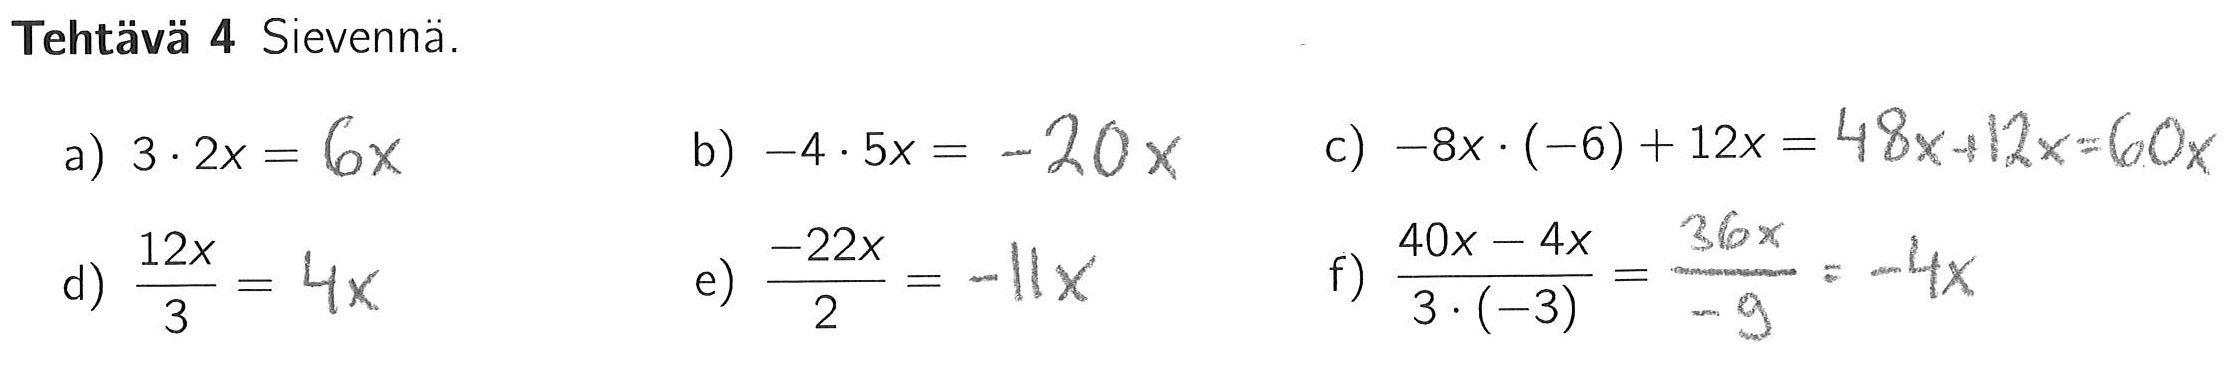 Tehtävä 4 Sievennä.
a) 3 · 2x = 6x b) −4 · 5x = −20x c) −8x · (−6) + 12x = 48x+12x=60x
d) 12x/3 = 4x e) −22x/2 = −11x f) (40x − 4x)/(3 · (−3)) = 36x/−9 = −4x